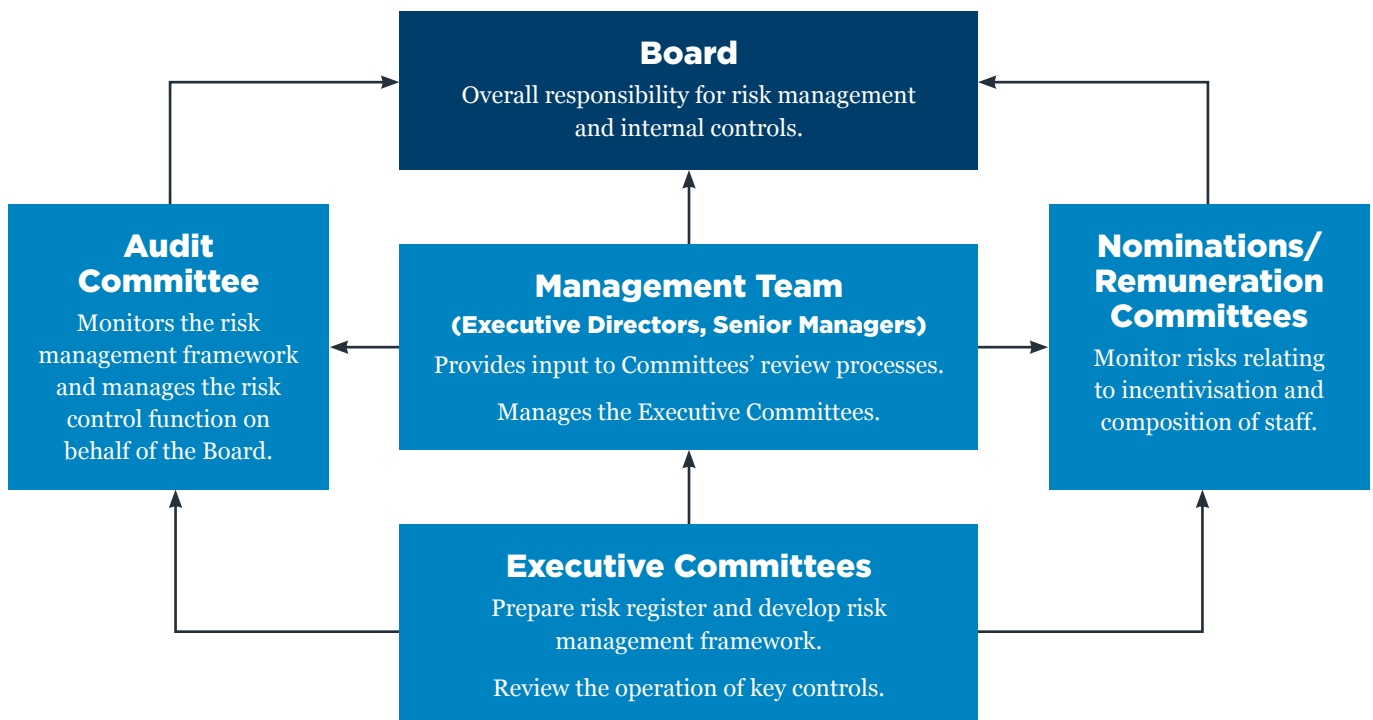 Board
Overall responsibility for risk management
and internal controls.
Audit
Committee
Monitors the risk
management framework
and manages the risk
control function on
behalf of the Board.
Management Team
(Executive Directors, Senior Managers)
Provides input to Committees’ review processes.
Manages the Executive Committees.
Nominations/
Remuneration
Committees
Monitor risks relating
to incentivisation and
composition of staff.
Executive Committees
Prepare risk register and develop risk
management framework.
Review the operation of key controls.